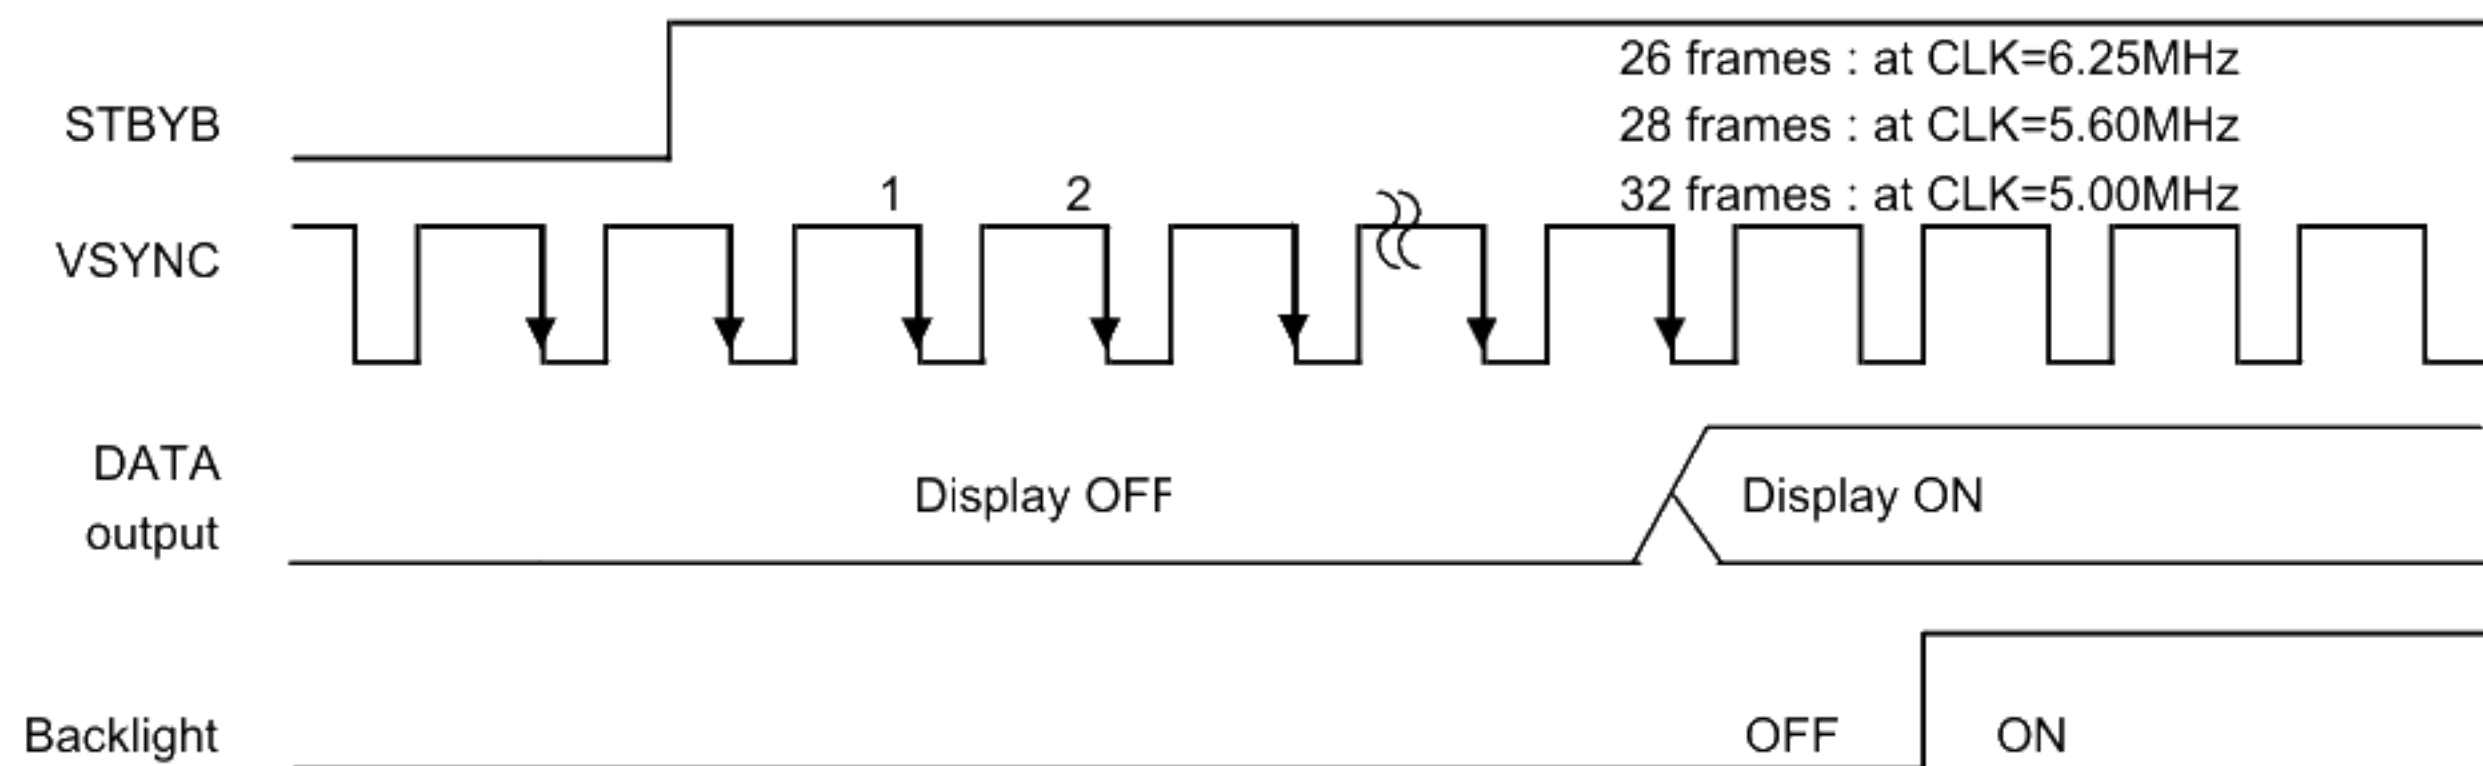 26 frames : at CLK=6.25MHz
STBYB
28 frames : at CLK=5.60MHz
1
2
32 frames : at CLK=5.00MHz
VSYNC
DATA
output
Display OFF
Display ON
Backlight
OFF
ON